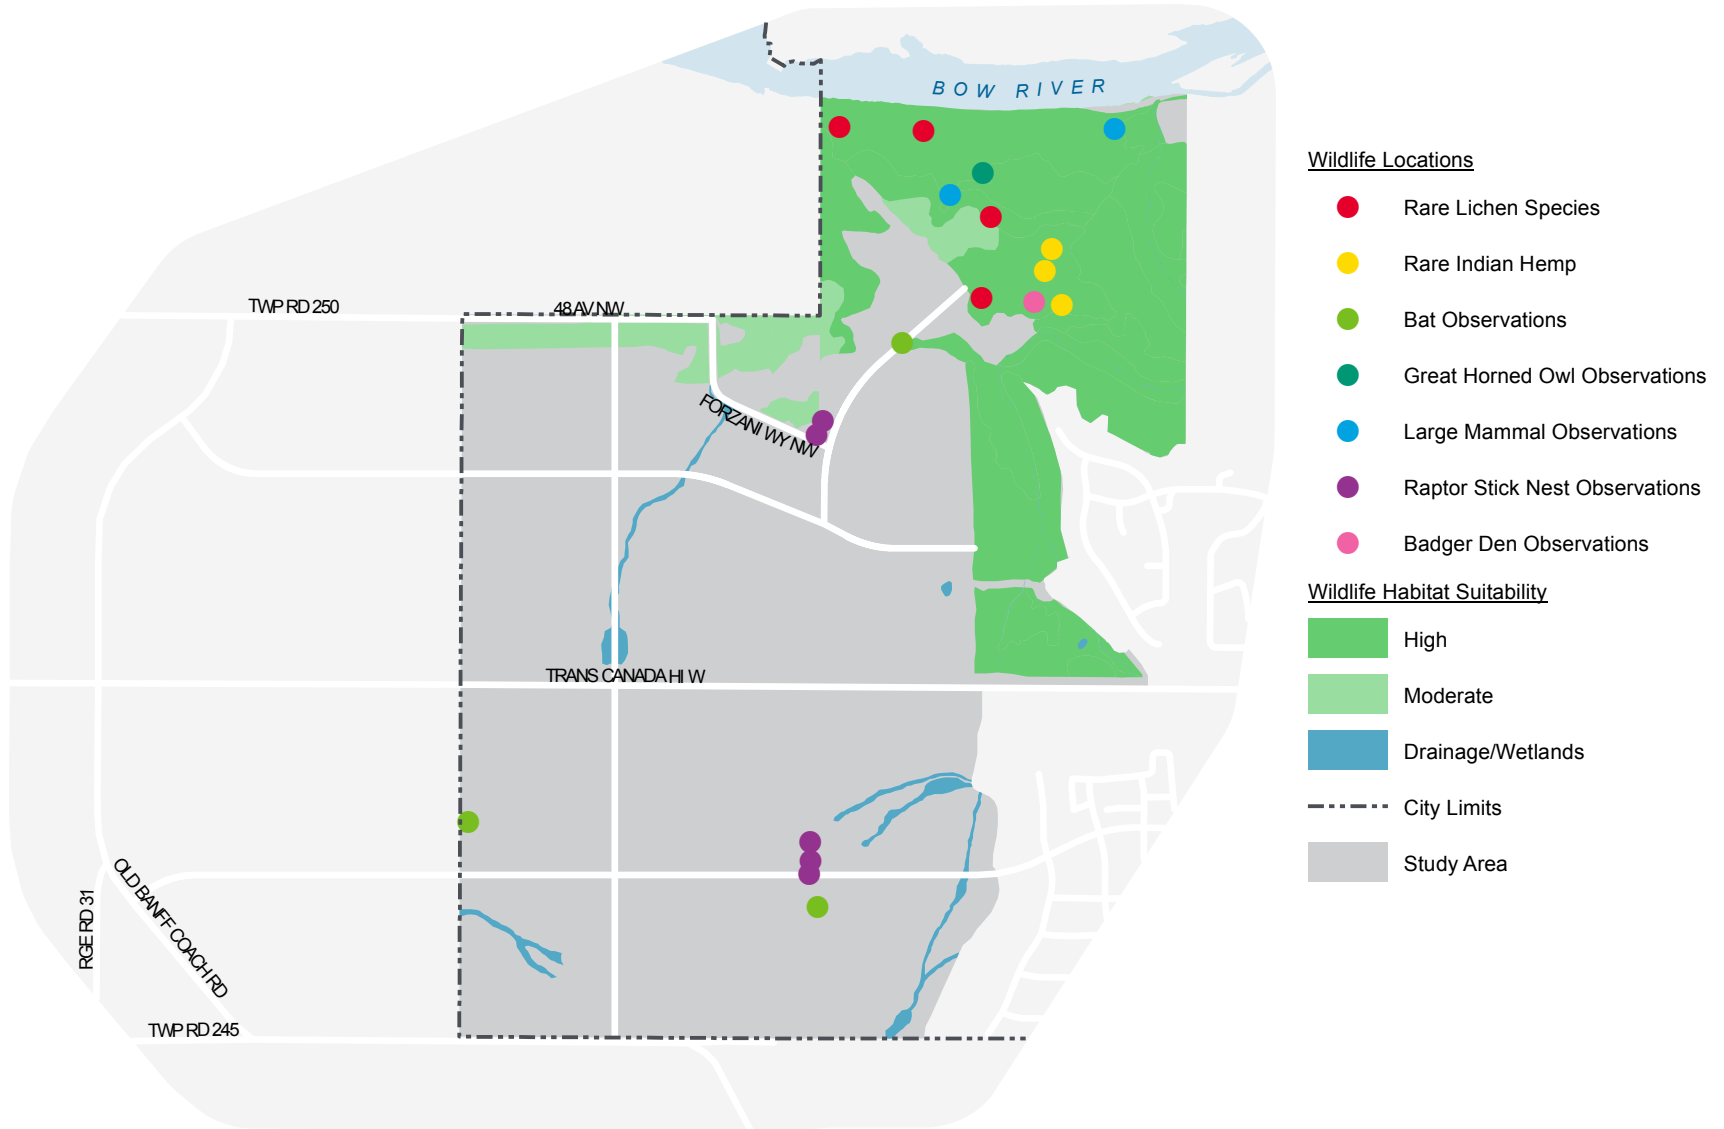 BOW RIVER
TWP RD 250
48 AV NW
FORZANI WY NW
TRANS CANADA HI W
OLD BANFF COACH RD
RGE RD 31
TWP RD 245
Wildlife Locations
Rare Lichen Species
Rare Indian Hemp
Bat Observations
Great Horned Owl Observations
Large Mammal Observations
Raptor Stick Nest Observations
Badger Den Observations
Wildlife Habitat Suitability
High
Moderate
Drainage/Wetlands
City Limits
Study Area